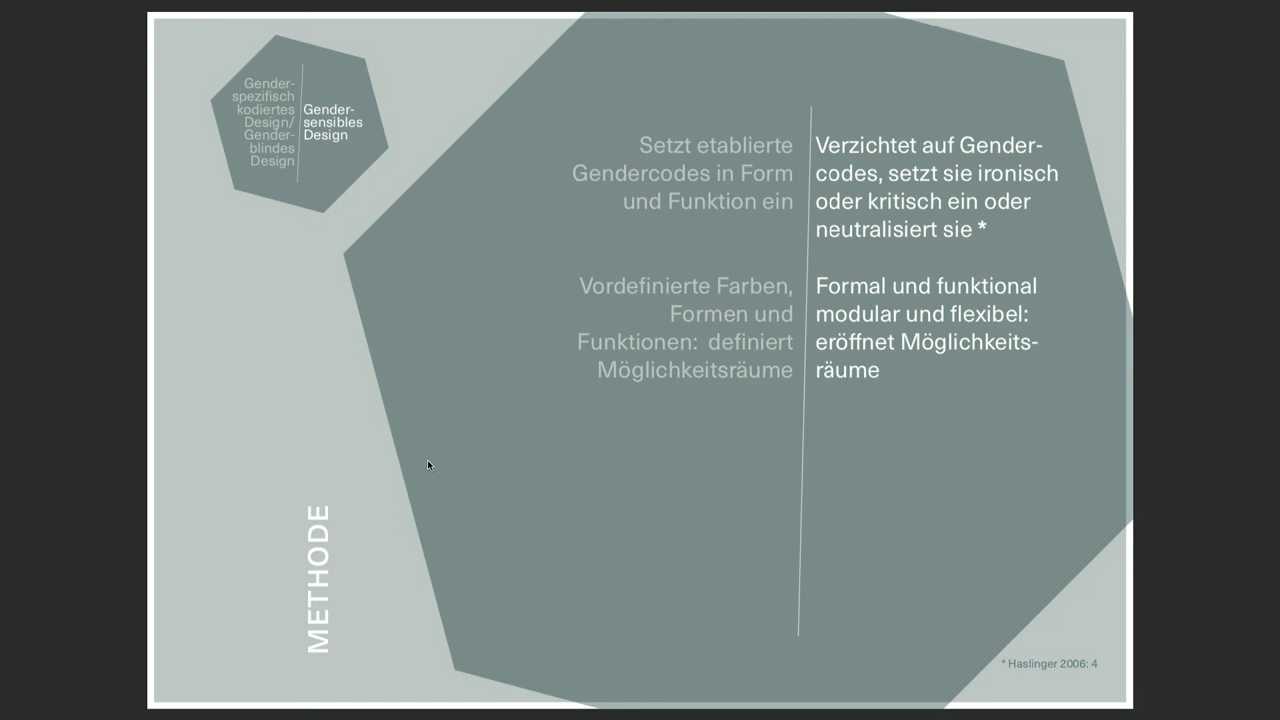 Gender-
spezifisch
kodiertes
Design/
Gender-
blindes
Design
Gender-
sensibles
Design
Setzt etablierte
Gendercodes in Form
und Funktion ein
Verzichtet auf Gender-
codes, setzt sie ironisch
oder kritisch ein oder
neutralisiert sie *
Vordefinierte Farben,
Formen und
Funktionen: definiert
Möglichkeitsräume
Formal und funktional
modular und flexibel:
eröffnet Möglichkeits-
räume
METHODE
* Haslinger 2006: 4